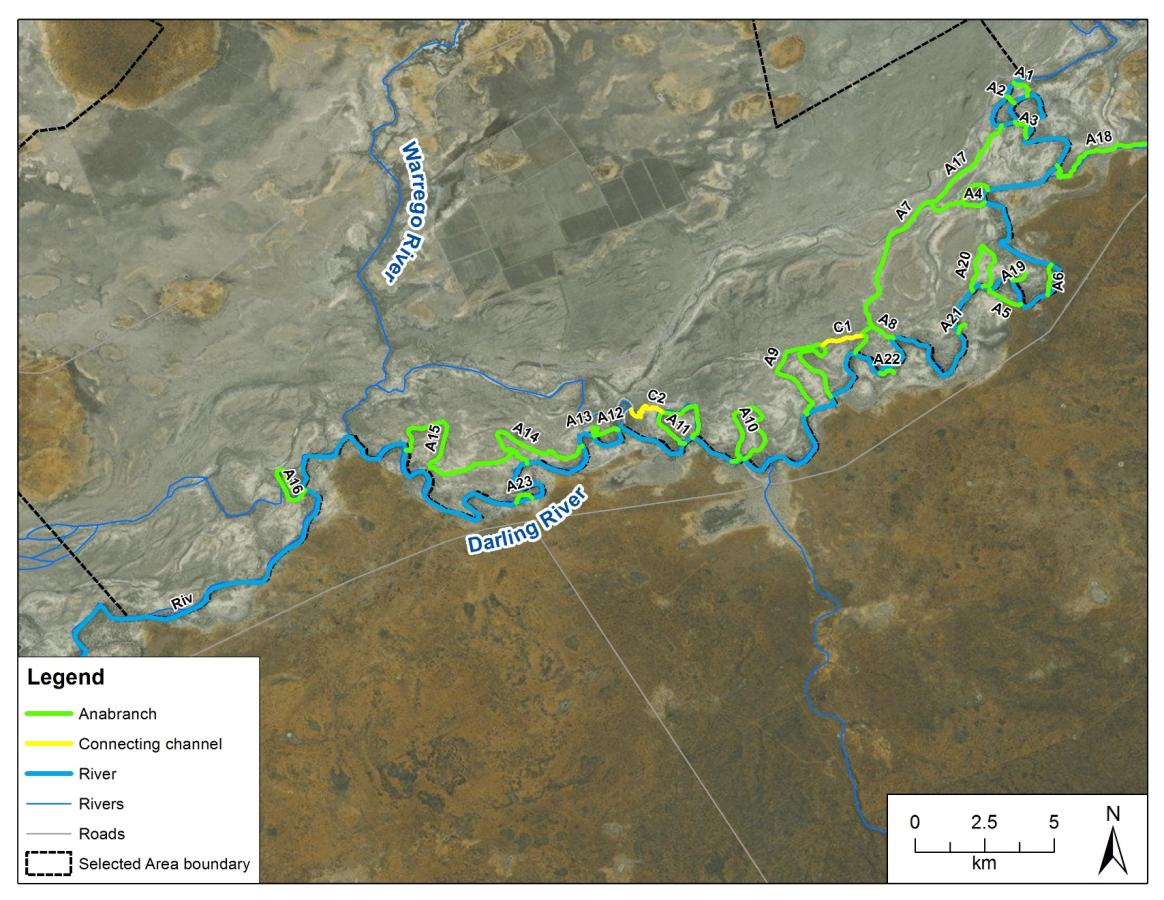 A1
A2
A3
A18
A17
A4
A7
Warrego River
A20
A19
A6
A5
A21
C1
A8
A9
A22
C2
A13
A12
A11
A10
A14
A15
A16
A23
Darling River
Riv
Legend
Anabranch
Connecting channel
River
Rivers
Roads
Selected Area boundary
0 2.5 5
km
N